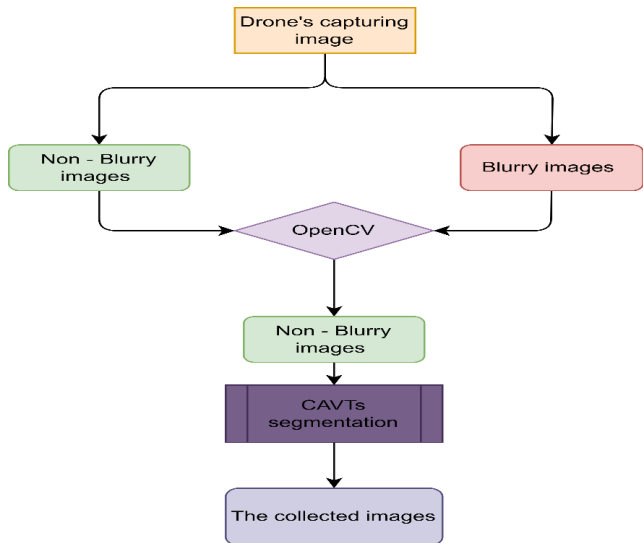 Drone's capturing
image
Non - Blurry
images
Blurry images
OpenCV
Non - Blurry
images
CAVTs
segmentation
The collected images